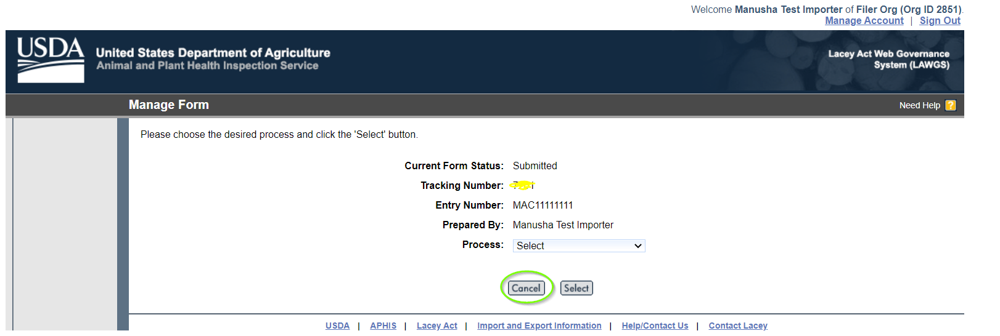 Welcome Manusha Test Importer of Filer Org (Org ID 2851).
Manage Account | Sign Out
USDA
United States Department of Agriculture
Animal and Plant Health Inspection Service
Lacey Act Web Governance
System (LAWGS)
Manage Form
Need Help ?
Please choose the desired process and click the 'Select' button.
Current Form Status: Submitted
Tracking Number:
Entry Number: MAC11111111
Prepared By: Manusha Test Importer
Process: Select
Cancel Select
USDA | APHIS | Lacey Act | Import and Export Information | Help/Contact Us | Contact Lacey